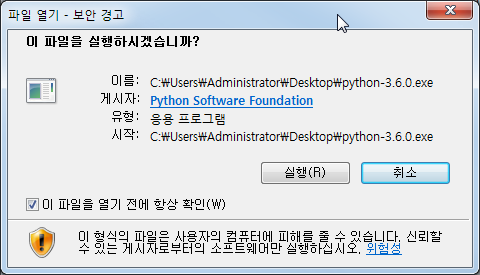 파일 열기 - 보안 경고
이 파일을 실행하시겠습니까?
이름: C:₩Users₩Administrator₩Desktop₩python-3.6.0.exe
게시자: Python Software Foundation
유형: 응용 프로그램
시작: C:₩Users₩Administrator₩Desktop₩python-3.6.0.exe
실행(R) 취소
이 파일을 열기 전에 항상 확인(W)
이 형식의 파일은 사용자의 컴퓨터에 피해를 줄 수 있습니다. 신뢰할
수 있는 게시자로부터의 소프트웨어만 실행하십시오. 위험성